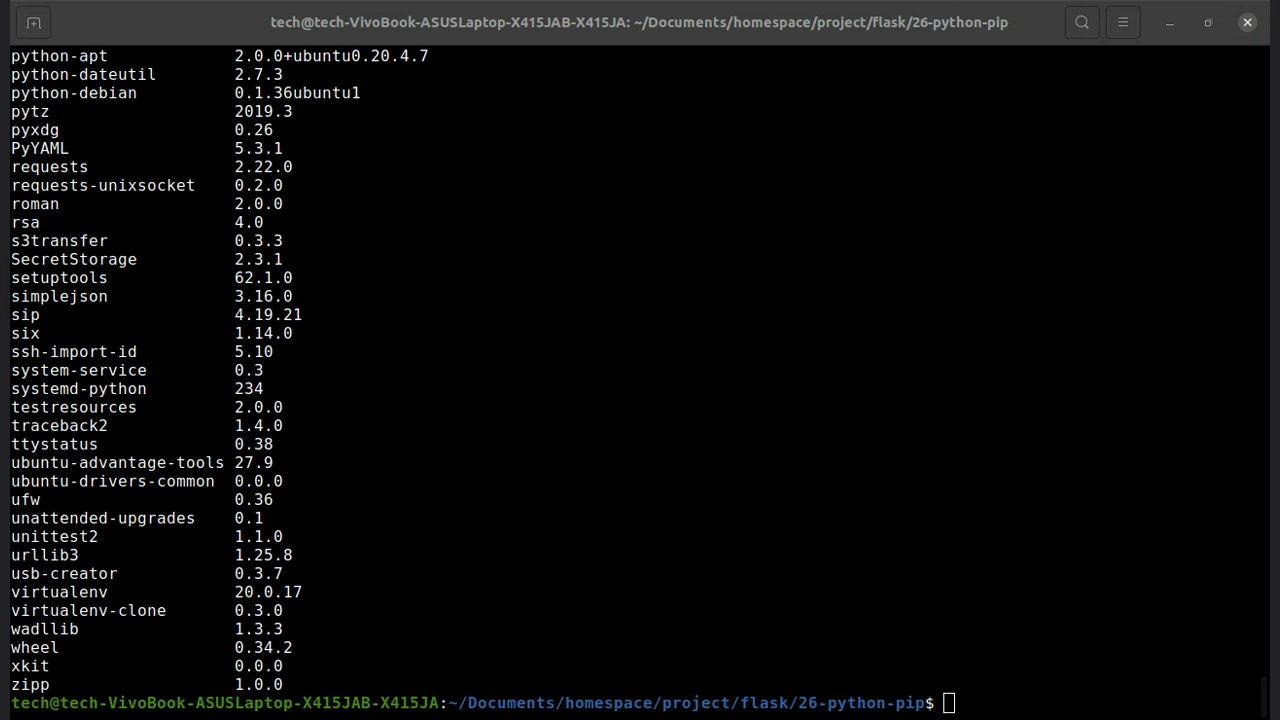 tech@tech-VivoBook-ASUSLaptop-X415JAB-X415JA: ~/Documents/homespace/project/flask/26-python-pip
python-apt 2.0.0+ubuntu0.20.4.7
python-dateutil 2.7.3
python-debian 0.1.36ubuntu1
pytz 2019.3
pyxdg 0.26
PyYAML 5.3.1
requests 2.22.0
requests-unixsocket 0.2.0
roman 2.0.0
rsa 4.0
s3transfer 0.3.3
SecretStorage 2.3.1
setuptools 62.1.0
simplejson 3.16.0
sip 4.19.21
six 1.14.0
ssh-import-id 5.10
system-service 0.3
systemd-python 234
testresources 2.0.0
traceback2 1.4.0
ttystatus 0.38
ubuntu-advantage-tools 27.9
ubuntu-drivers-common 0.0.0
ufw 0.36
unattended-upgrades 0.1
unittest2 1.1.0
urllib3 1.25.8
usb-creator 0.3.7
virtualenv 20.0.17
virtualenv-clone 0.3.0
wadllib 1.3.3
wheel 0.34.2
xkit 0.0.0
zipp 1.0.0
tech@tech-VivoBook-ASUSLaptop-X415JAB-X415JA:~/Documents/homespace/project/flask/26-python-pip$